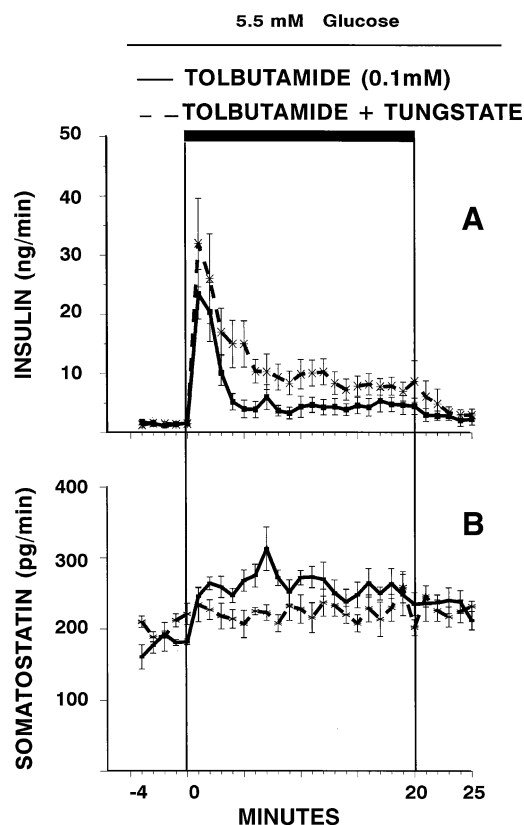 5.5 mM Glucose
TOLBUTAMIDE (0.1mM)
TOLBUTAMIDE + TUNGSTATE
50
40
30
20
10
INSULIN (ng/min)
A
400
300
200
100
SOMATOSTATIN (pg/min)
B
-4 0 20 25
MINUTES